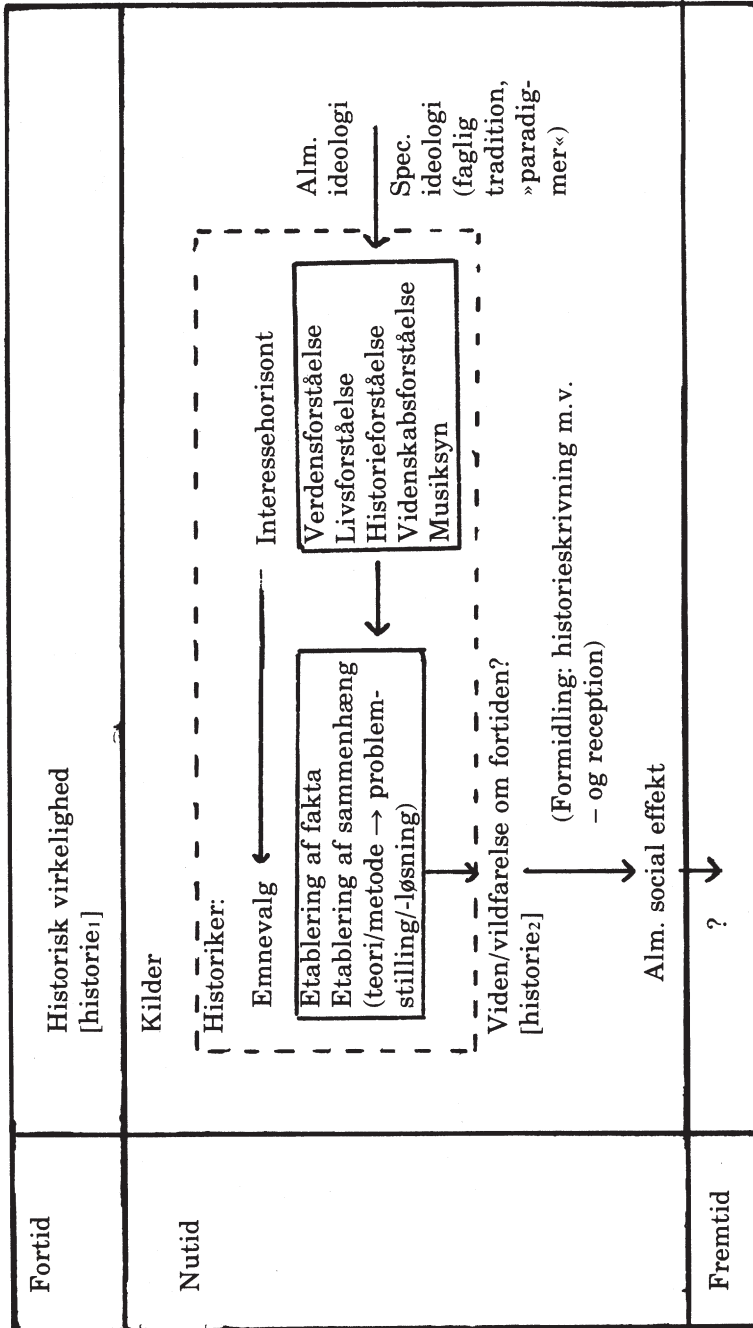 Fortid
Historisk virkelighed
[historie₁]
Nutid
Kilder
Historiker:
Emnevalg
Interessehorisont
Etablering af fakta
Etablering af sammenhæng
(teori/metode → problem-
stilling/-løsning)
Verdensforståelse
Livsforståelse
Historieforståelse
Videnskabsforståelse
Musiksyn
Alm.
ideologi
Spec.
ideologi
(faglig
tradition,
»paradig-
mer«)
Viden/vildfarelse om fortiden?
[historie₂]
(Formidling: historieskrivning m.v.
– og reception)
Alm. social effekt
Fremtid
?